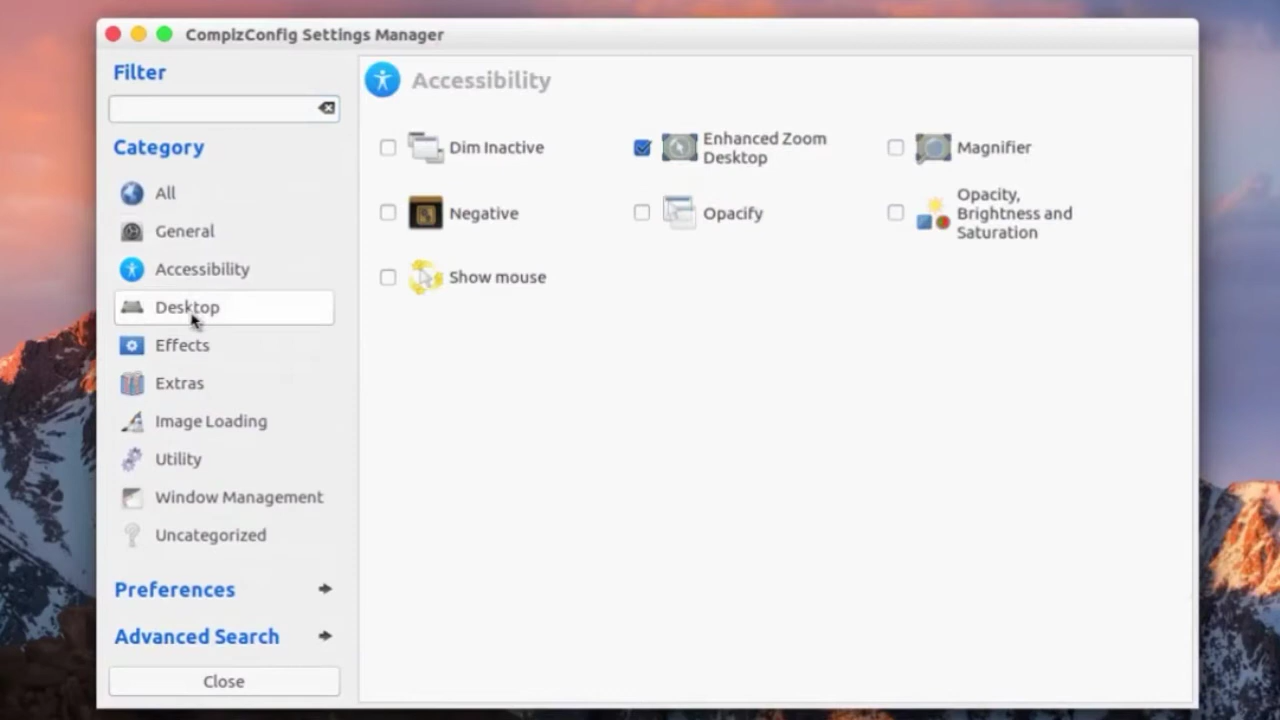 CompizConfig Settings Manager
Filter
Category
All
General
Accessibility
Desktop
Effects
Extras
Image Loading
Utility
Window Management
Uncategorized
Preferences
Advanced Search
Close
Accessibility
Dim Inactive
Enhanced Zoom
Desktop
Magnifier
Negative
Opacify
Opacity,
Brightness and
Saturation
Show mouse